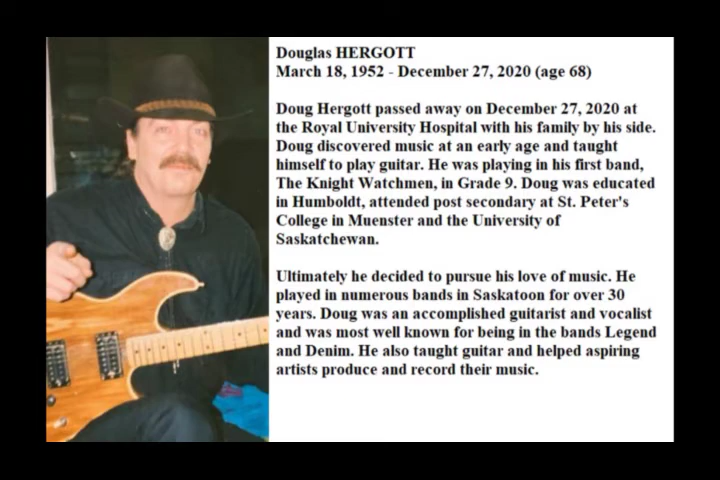 Douglas HERGOTT
March 18, 1952 - December 27, 2020 (age 68)
Doug Hergott passed away on December 27, 2020 at
the Royal University Hospital with his family by his side.
Doug discovered music at an early age and taught
himself to play guitar. He was playing in his first band,
The Knight Watchmen, in Grade 9. Doug was educated
in Humboldt, attended post secondary at St. Peter's
College in Muenster and the University of
Saskatchewan.
Ultimately he decided to pursue his love of music. He
played in numerous bands in Saskatoon for over 30
years. Doug was an accomplished guitarist and vocalist
and was most well known for being in the bands Legend
and Denim. He also taught guitar and helped aspiring
artists produce and record their music.